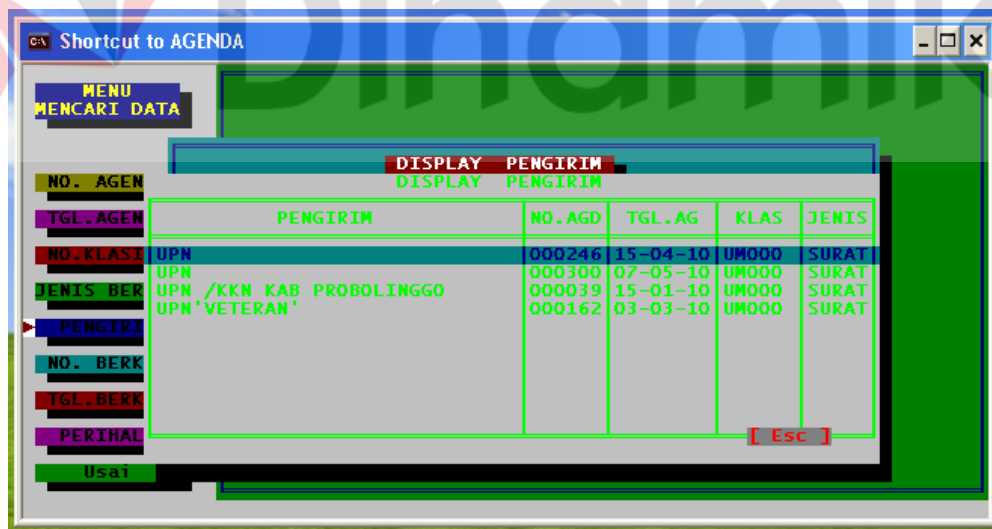 Dinamik
Shortcut to AGENDA
MENU
MENCARI DATA
DISPLAY PENGIRIM
DISPLAY PENGIRIM
NO. AGEN
TGL.AGEN
NO.KLASI
JENIS BER
PENGIRI
NO. BERK
TGL.BERK
PERIHAL
Usai
PENGIRIM NO.AGD TGL.AG KLAS JENIS
UPN 000246 15-04-10 UM000 SURAT
UPN 000300 07-05-10 UM000 SURAT
UPN /KKN KAB PROBOLINGGO 000039 15-01-10 UM000 SURAT
UPN'VETERAN' 000162 03-03-10 UM000 SURAT
[ Esc ]